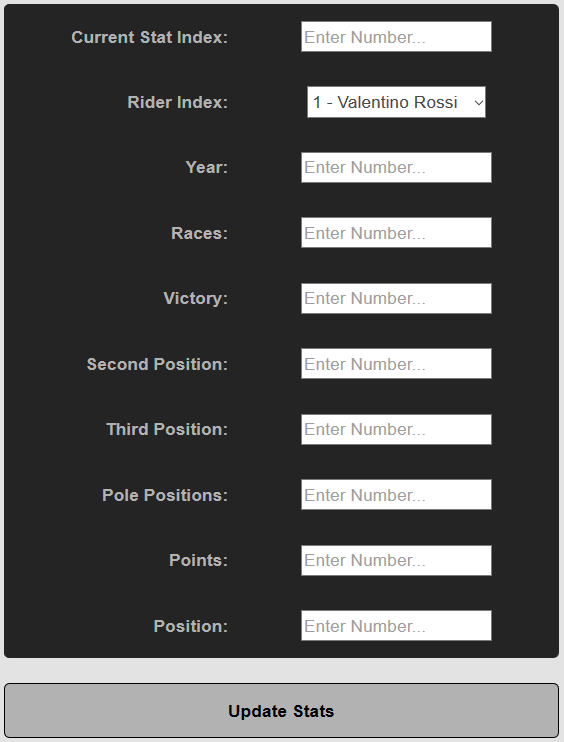 Current Stat Index: Enter Number...
Rider Index: 1 - Valentino Rossi
Year: Enter Number...
Races: Enter Number...
Victory: Enter Number...
Second Position: Enter Number...
Third Position: Enter Number...
Pole Positions: Enter Number...
Points: Enter Number...
Position: Enter Number...
Update Stats